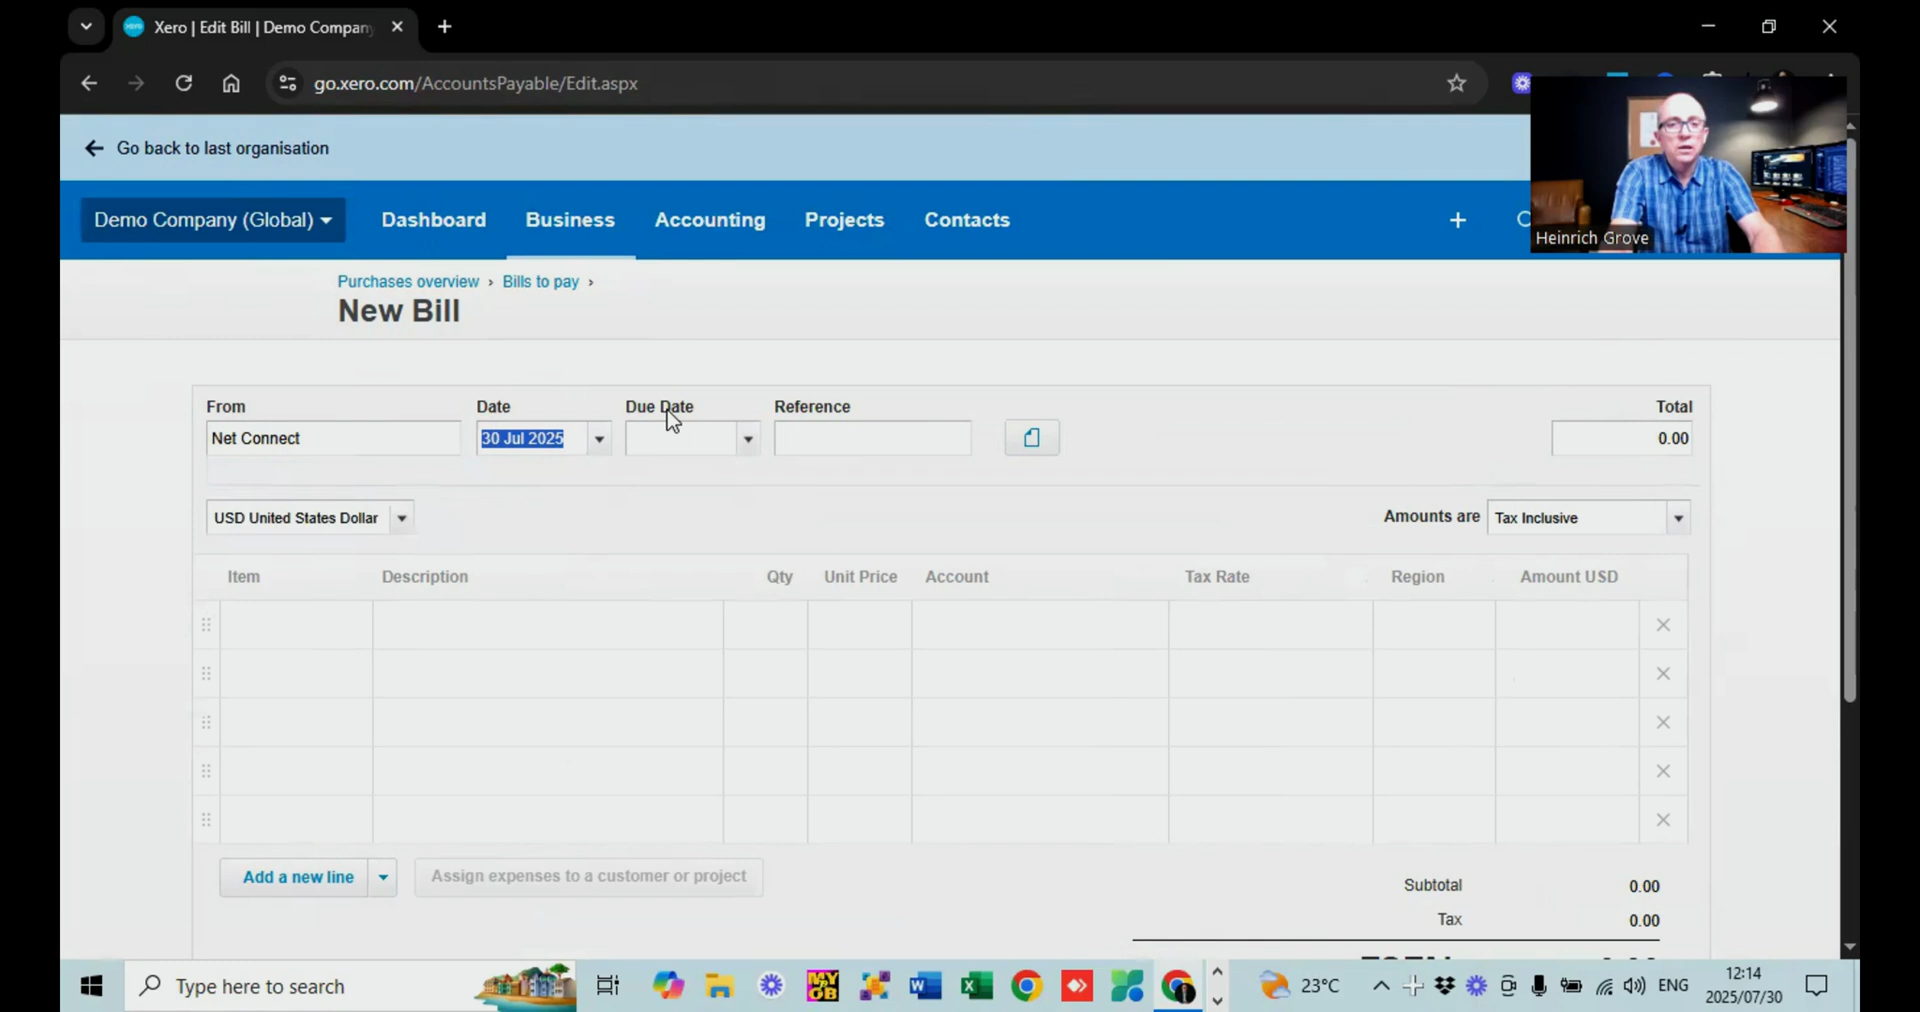 Xero | Edit Bill | Demo Company
go.xero.com/AccountsPayable/Edit.aspx
Go back to last organisation
Demo Company (Global)
Dashboard
Business
Accounting
Projects
Contacts
Heinrich Grove
Purchases overview › Bills to pay ›
New Bill
From
Date
Due Date
Reference
Total
Net Connect
30 Jul 2025
0.00
USD United States Dollar
Amounts are
Tax Inclusive
Item
Description
Qty
Unit Price
Account
Tax Rate
Region
Amount USD
Add a new line
Assign expenses to a customer or project
Subtotal
0.00
Tax
0.00
Type here to search
MY
OB
23°C
ENG
12:14
2025/07/30